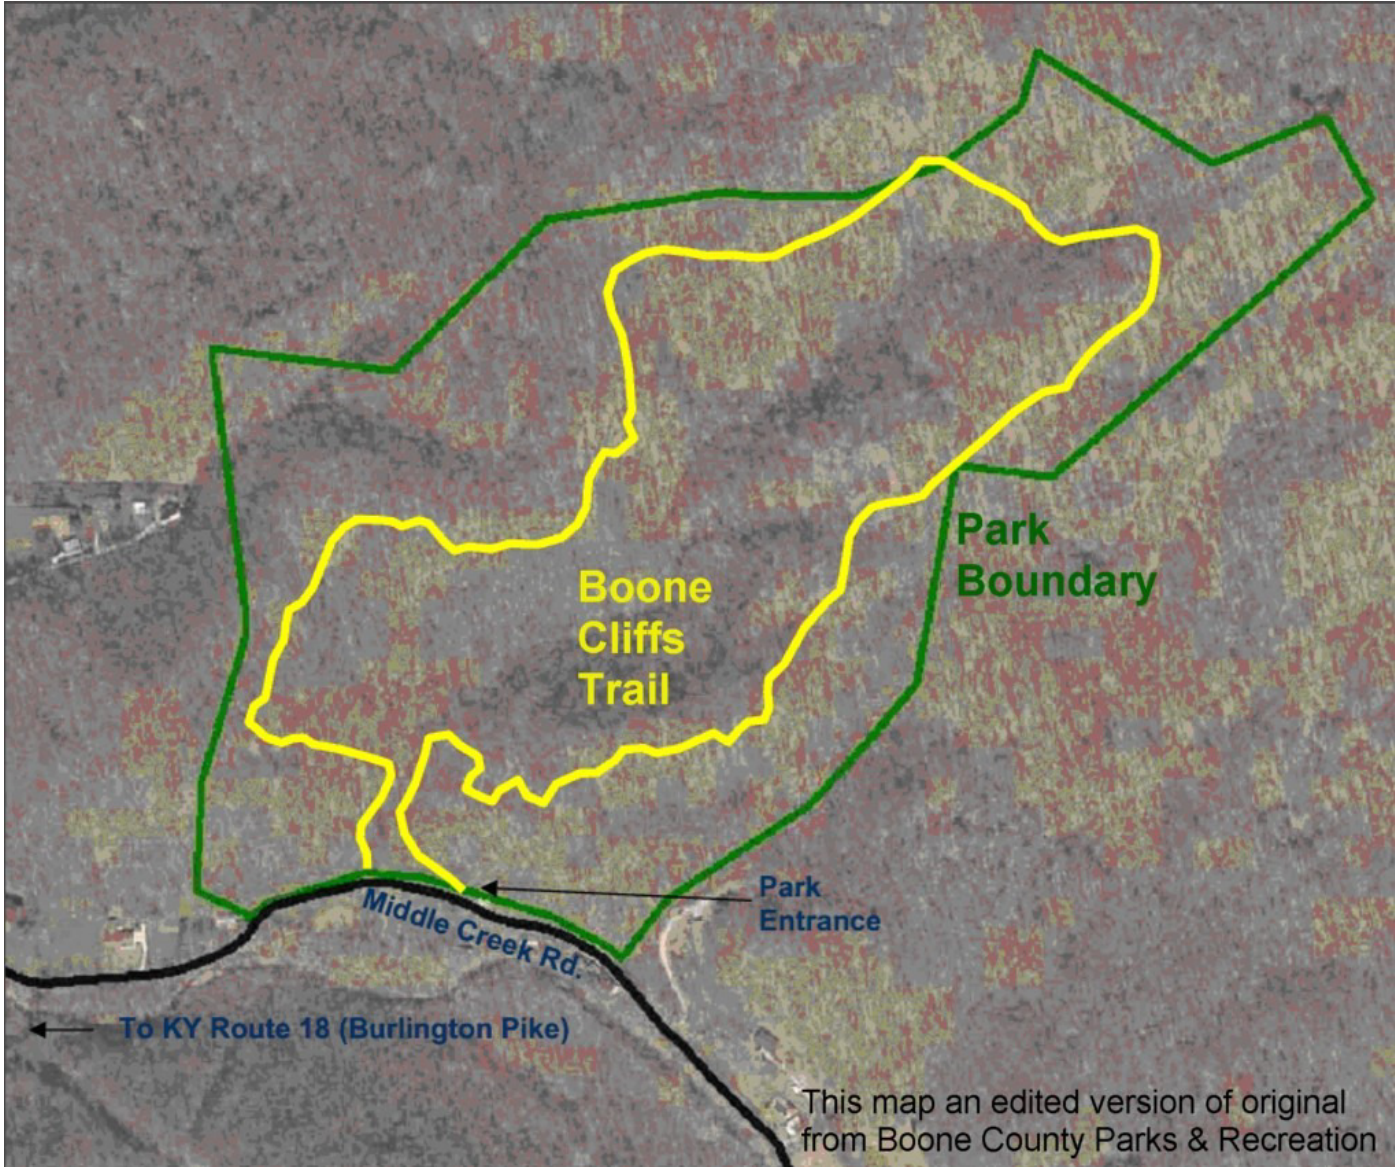 Park
Boundary
Boone
Cliffs
Trail
Park
Entrance
Middle Creek Rd.
To KY Route 18 (Burlington Pike)
This map an edited version of original
from Boone County Parks & Recreation